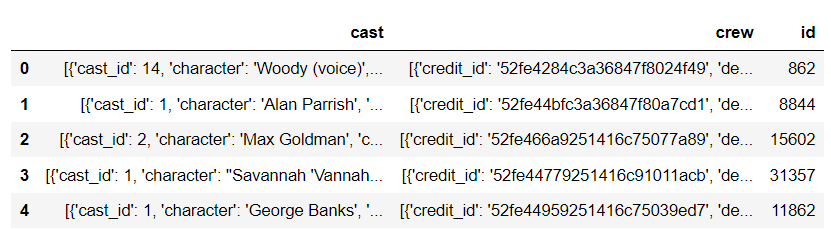 cast crew id
0 [{'cast_id': 14, 'character': 'Woody (voice)',... [{'credit_id': '52fe4284c3a36847f8024f49', 'de... 862
1 [{'cast_id': 1, 'character': 'Alan Parrish', '... [{'credit_id': '52fe44bfc3a36847f80a7cd1', 'de... 8844
2 [{'cast_id': 2, 'character': 'Max Goldman', 'c... [{'credit_id': '52fe466a9251416c75077a89', 'de... 15602
3 [{'cast_id': 1, 'character': "Savannah 'Vannah... [{'credit_id': '52fe44779251416c91011acb', 'de... 31357
4 [{'cast_id': 1, 'character': 'George Banks', '... [{'credit_id': '52fe44959251416c75039ed7', 'de... 11862